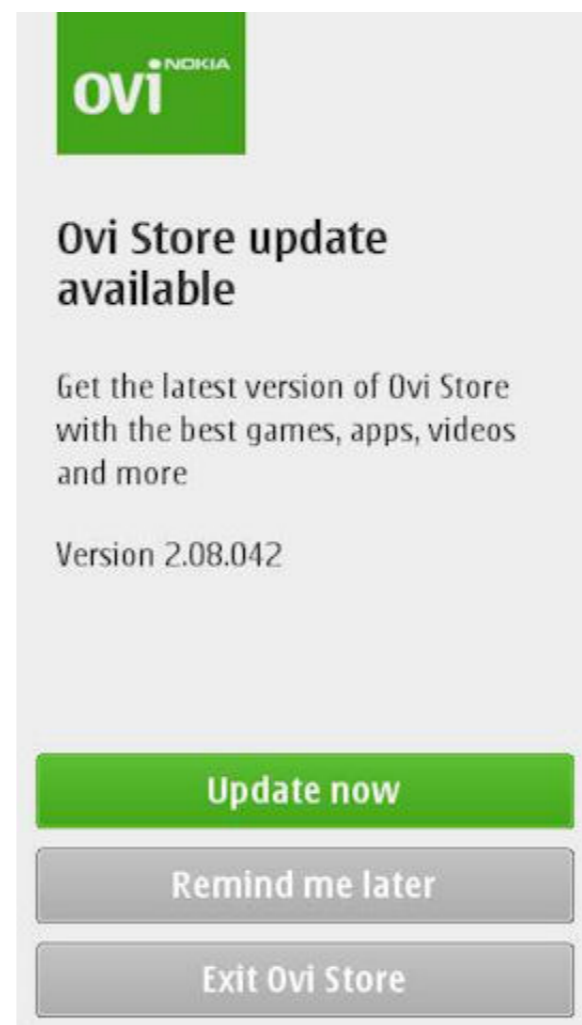 ovi NOKIA
Ovi Store update
available
Get the latest version of Ovi Store
with the best games, apps, videos
and more
Version 2.08.042
Update now
Remind me later
Exit Ovi Store